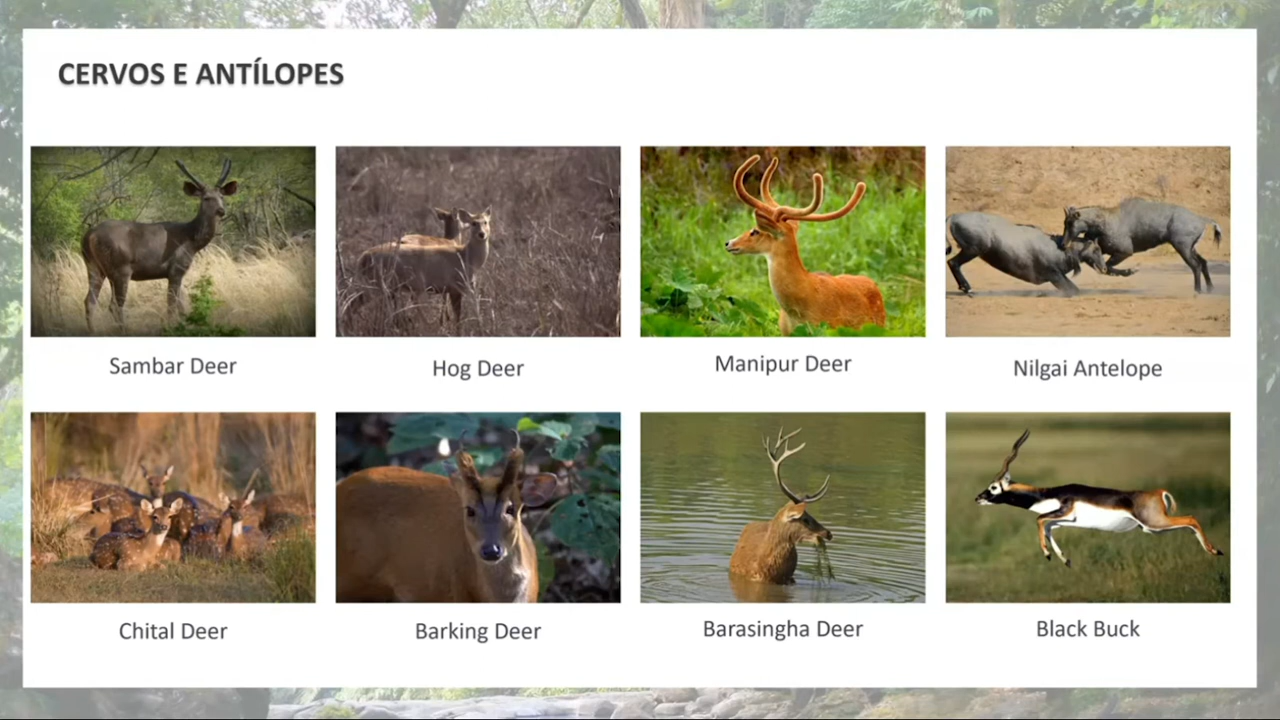 CERVOS E ANTÍLOPES
Sambar Deer
Hog Deer
Manipur Deer
Nilgai Antelope
Chital Deer
Barking Deer
Barasingha Deer
Black Buck